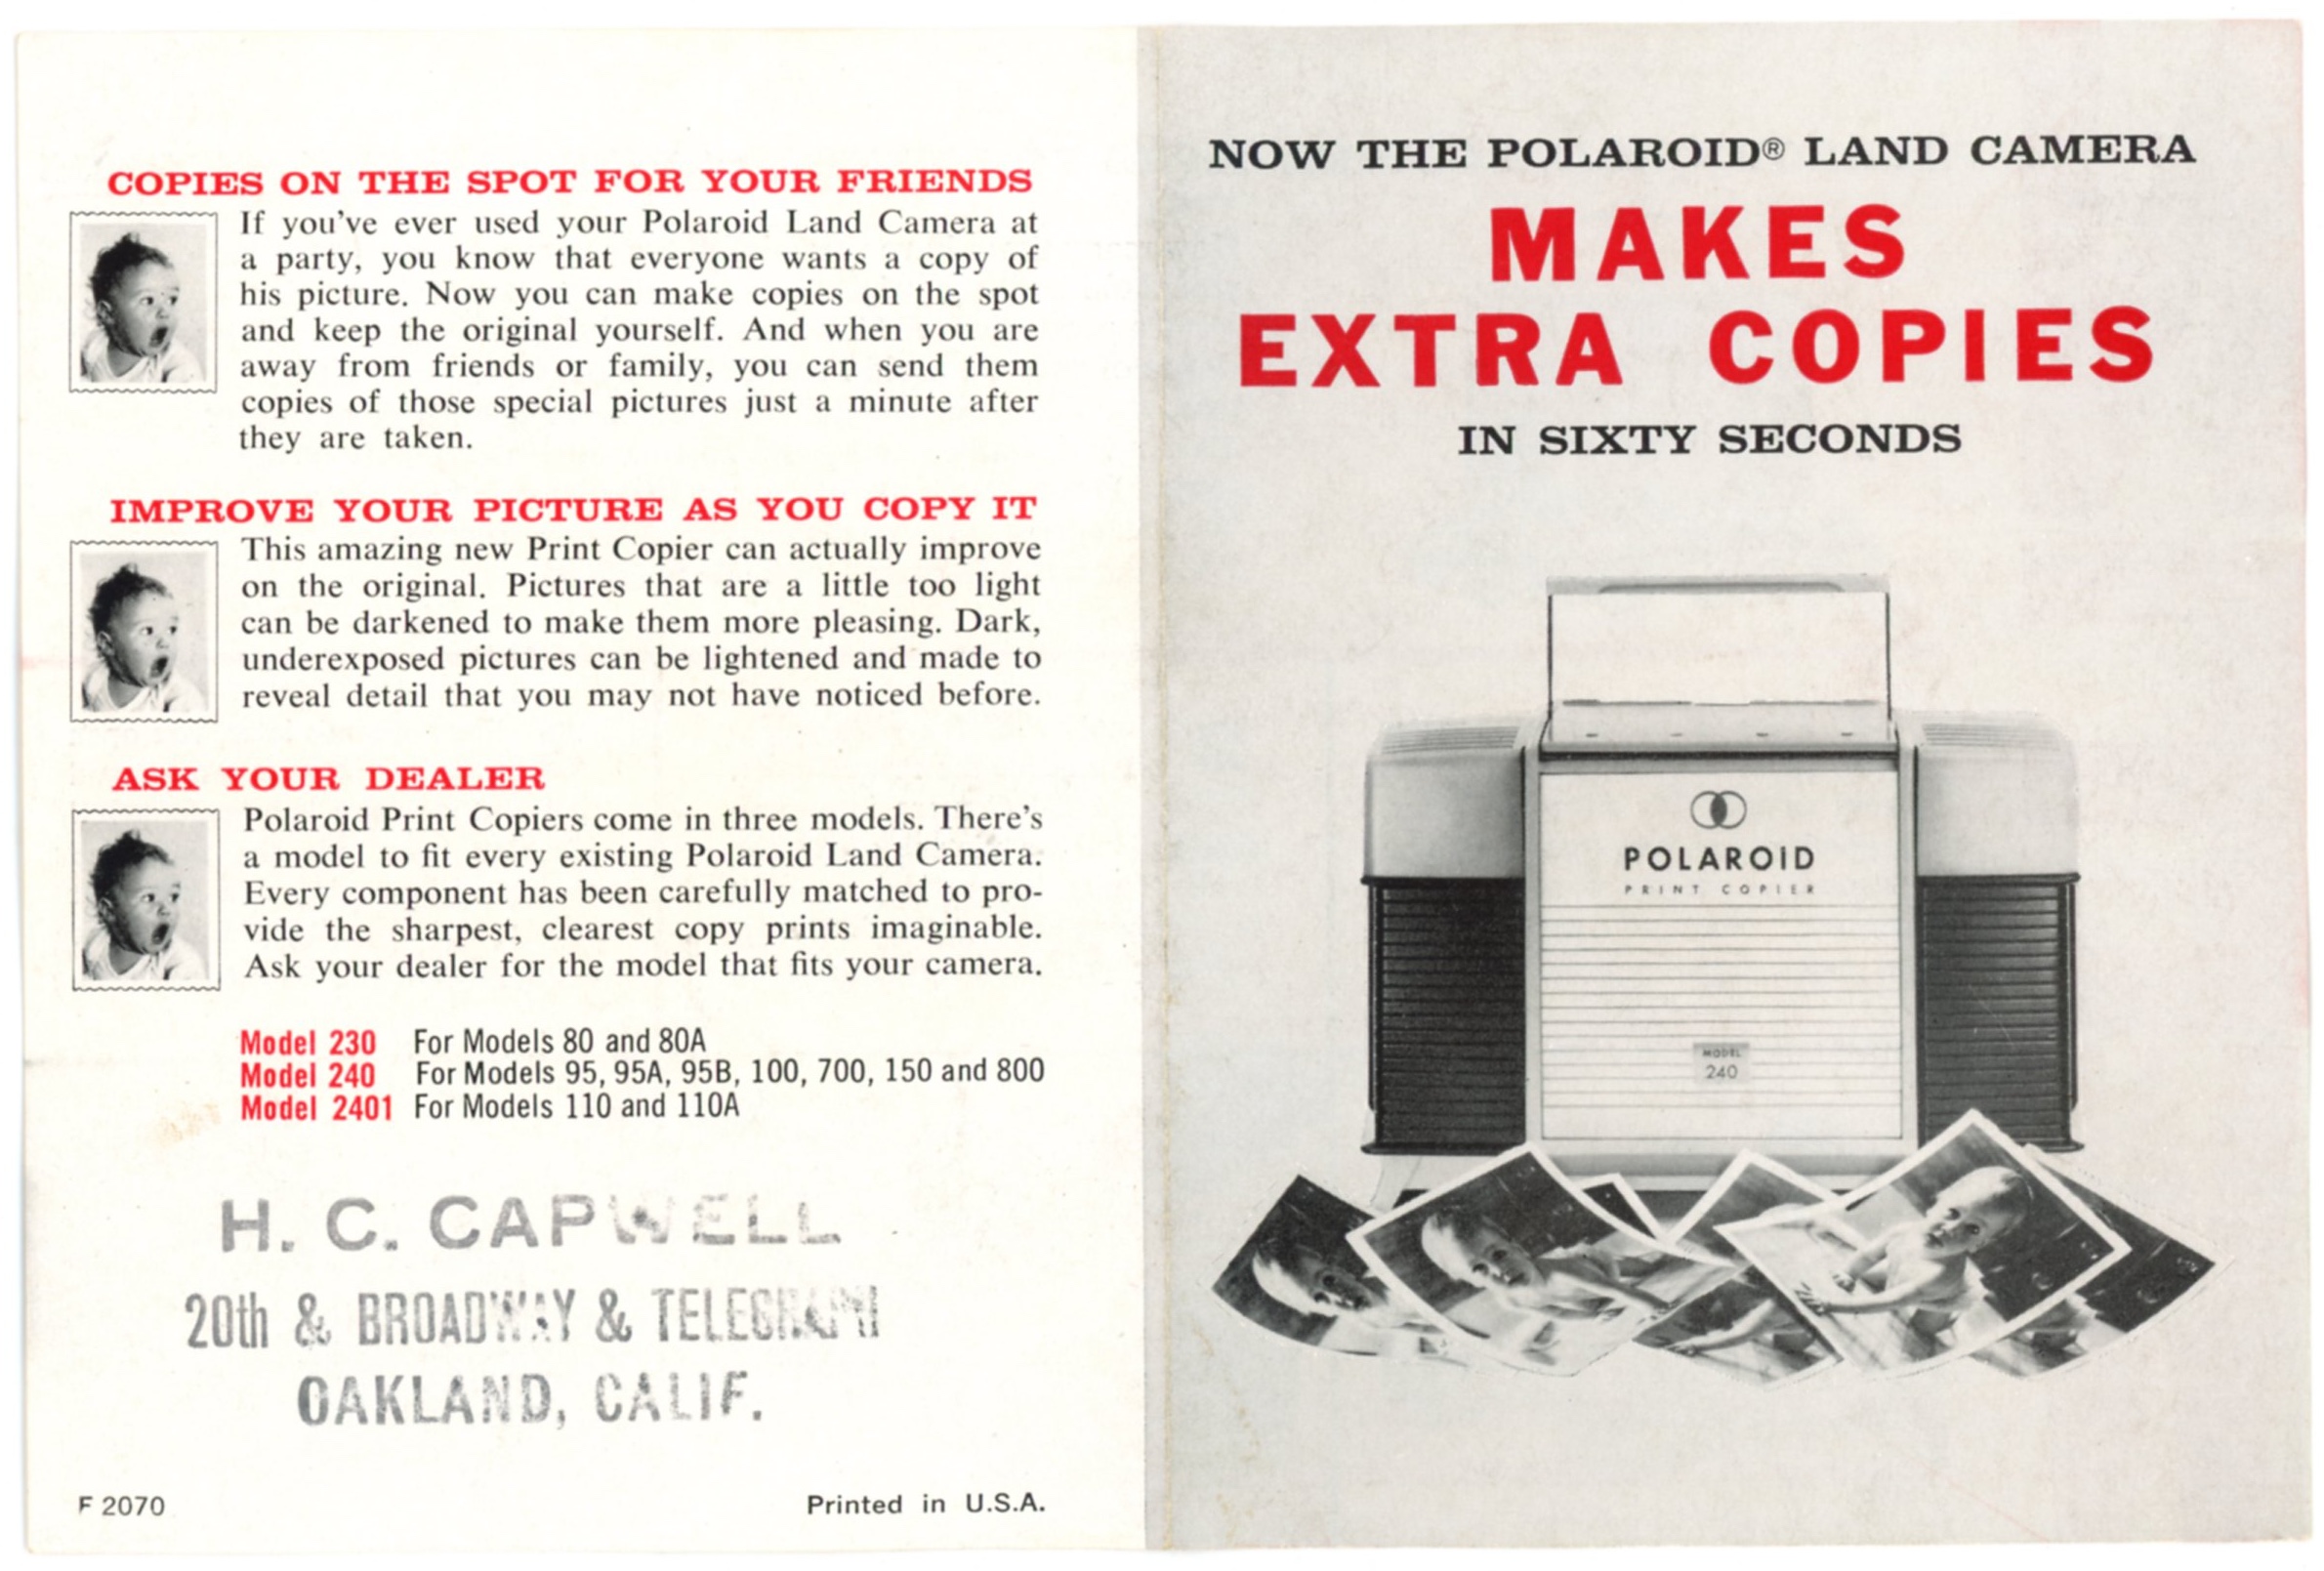 COPIES ON THE SPOT FOR YOUR FRIENDS
If you've ever used your Polaroid Land Camera at
a party, you know that everyone wants a copy of
his picture. Now you can make copies on the spot
and keep the original yourself. And when you are
away from friends or family, you can send them
copies of those special pictures just a minute after
they are taken.
IMPROVE YOUR PICTURE AS YOU COPY IT
This amazing new Print Copier can actually improve
on the original. Pictures that are a little too light
can be darkened to make them more pleasing. Dark,
underexposed pictures can be lightened and made to
reveal detail that you may not have noticed before.
ASK YOUR DEALER
Polaroid Print Copiers come in three models. There's
a model to fit every existing Polaroid Land Camera.
Every component has been carefully matched to pro-
vide the sharpest, clearest copy prints imaginable.
Ask your dealer for the model that fits your camera.
Model 230 For Models 80 and 80A
Model 240 For Models 95, 95A, 95B, 100, 700, 150 and 800
Model 2401 For Models 110 and 110A
H. C. CAPWELL
20th & BROADWAY & TELEGRAPH
OAKLAND, CALIF.
F 2070
Printed in U.S.A.
NOW THE POLAROID® LAND CAMERA
MAKES
EXTRA COPIES
IN SIXTY SECONDS
POLAROID
PRINT COPIER
MODEL
240